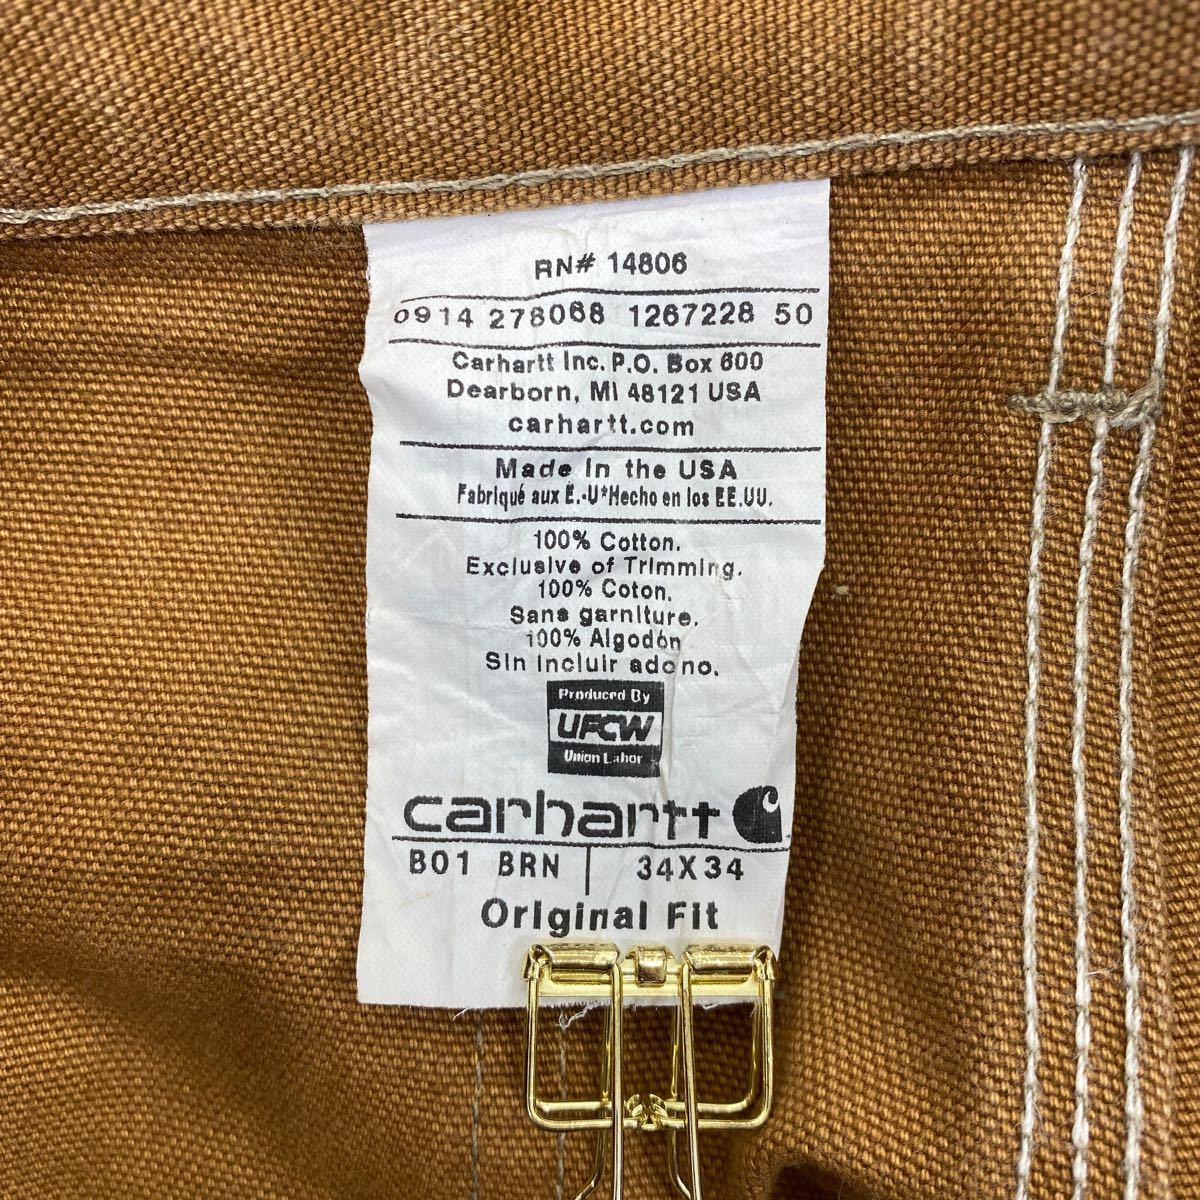 RN# 14806
0914 278068 1267228 50
Carhartt Inc. P.O. Box 600
Dearborn, MI 48121 USA
carhartt.com
Made in the USA
Fabriqué aux É.-U*Hecho en los EE.UU.
100% Cotton.
Exclusive of Trimming.
100% Coton.
Sans garniture.
100% Algodón
Sin incluir adorno.
Produced By
UFCW
Union Labor
carhartt
B01 BRN 34X34
Original Fit